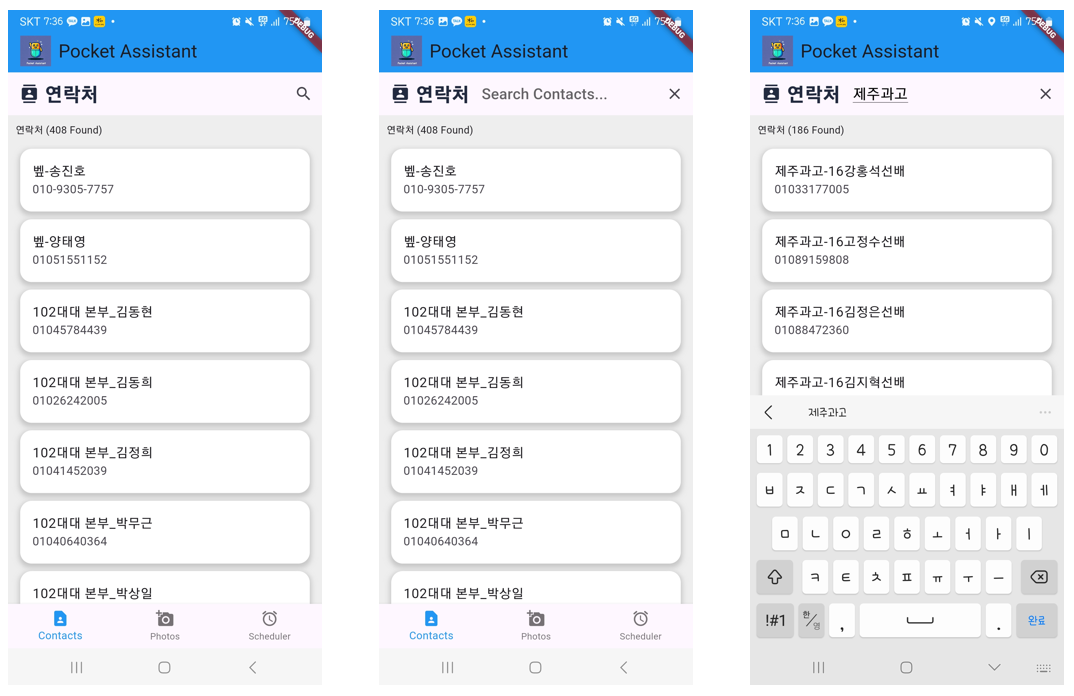 SKT 7:36
75%
DEBUG
Pocket Assistant
연락처
연락처 (408 Found)
벺-송진호
010-9305-7757
벺-양태영
01051551152
102대대 본부_김동현
01045784439
102대대 본부_김동희
01026242005
102대대 본부_김정희
01041452039
102대대 본부_박무근
01040640364
102대대 본부_박상일
Contacts
Photos
Scheduler
SKT 7:36
75%
DEBUG
Pocket Assistant
연락처 Search Contacts...
연락처 (408 Found)
벺-송진호
010-9305-7757
벺-양태영
01051551152
102대대 본부_김동현
01045784439
102대대 본부_김동희
01026242005
102대대 본부_김정희
01041452039
102대대 본부_박무근
01040640364
102대대 본부_박상일
Contacts
Photos
Scheduler
SKT 7:36
75%
DEBUG
Pocket Assistant
연락처 제주과고
연락처 (186 Found)
제주과고-16강홍석선배
01033177005
제주과고-16고정수선배
01089159808
제주과고-16김정은선배
01088472360
제주과고-16김지혁선배
제주과고
1 2 3 4 5 6 7 8 9 0
ㅂ ㅈ ㄷ ㄱ ㅅ ㅛ ㅕ ㅑ ㅐ ㅔ
ㅁ ㄴ ㅇ ㄹ ㅎ ㅗ ㅓ ㅏ ㅣ
ㅋ ㅌ ㅊ ㅍ ㅠ ㅜ ㅡ
!#1 한/영 , . 완료